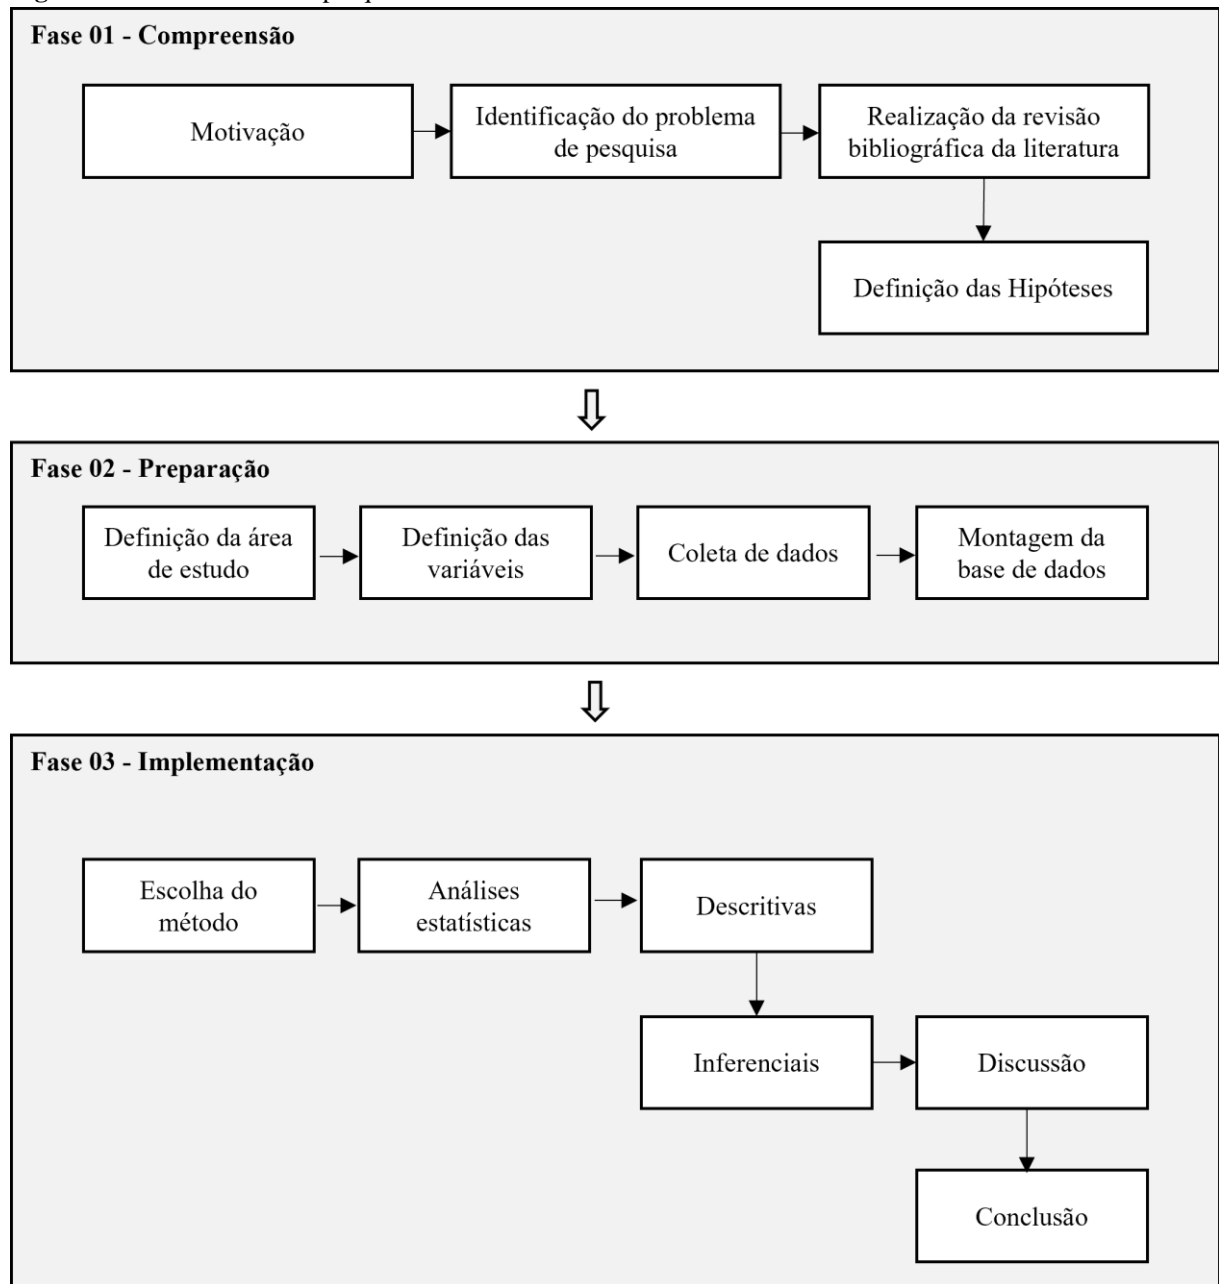 Fase 01 - Compreensão
Motivação
Identificação do problema
de pesquisa
Realização da revisão
bibliográfica da literatura
Definição das Hipóteses
Fase 02 - Preparação
Definição da área
de estudo
Definição das
variáveis
Coleta de dados
Montagem da
base de dados
Fase 03 - Implementação
Escolha do
método
Análises
estatísticas
Descritivas
Inferenciais
Discussão
Conclusão